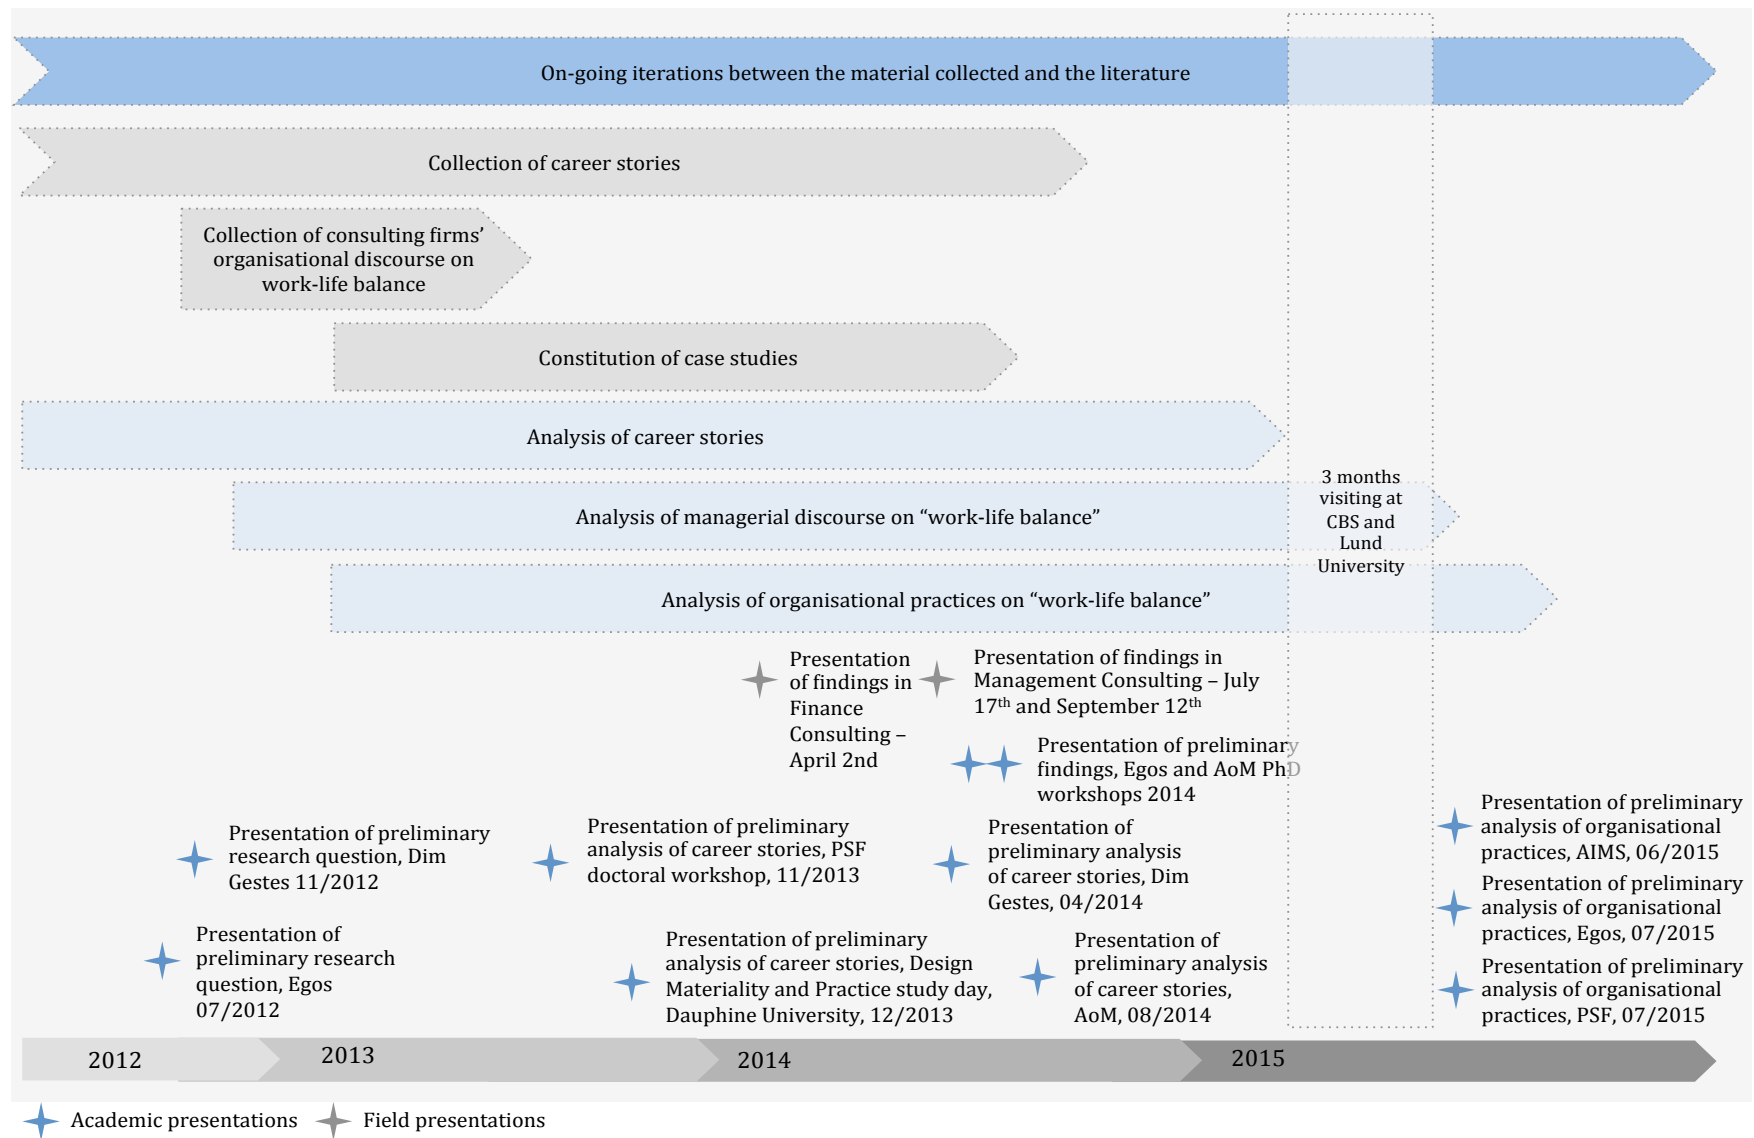 On-going iterations between the material collected and the literature
Collection of career stories
Collection of consulting firms’
organisational discourse on
work-life balance
Constitution of case studies
Analysis of career stories
3 months
visiting at
CBS and
Lund
University
Analysis of managerial discourse on “work-life balance”
Analysis of organisational practices on “work-life balance”
Presentation
of findings in
Finance
Consulting –
April 2nd
Presentation of findings in
Management Consulting – July
17th and September 12th
Presentation of preliminary
findings, Egos and AoM PhD
workshops 2014
Presentation of preliminary
research question, Dim
Gestes 11/2012
Presentation of preliminary
analysis of career stories, PSF
doctoral workshop, 11/2013
Presentation of
preliminary analysis
of career stories, Dim
Gestes, 04/2014
Presentation of preliminary
analysis of organisational
practices, AIMS, 06/2015
Presentation of preliminary
analysis of organisational
practices, Egos, 07/2015
Presentation of
preliminary research
question, Egos
07/2012
Presentation of preliminary
analysis of career stories, Design
Materiality and Practice study day,
Dauphine University, 12/2013
Presentation of
preliminary analysis
of career stories,
AoM, 08/2014
Presentation of preliminary
analysis of organisational
practices, PSF, 07/2015
2012
2013
2014
2015
Academic presentations
Field presentations